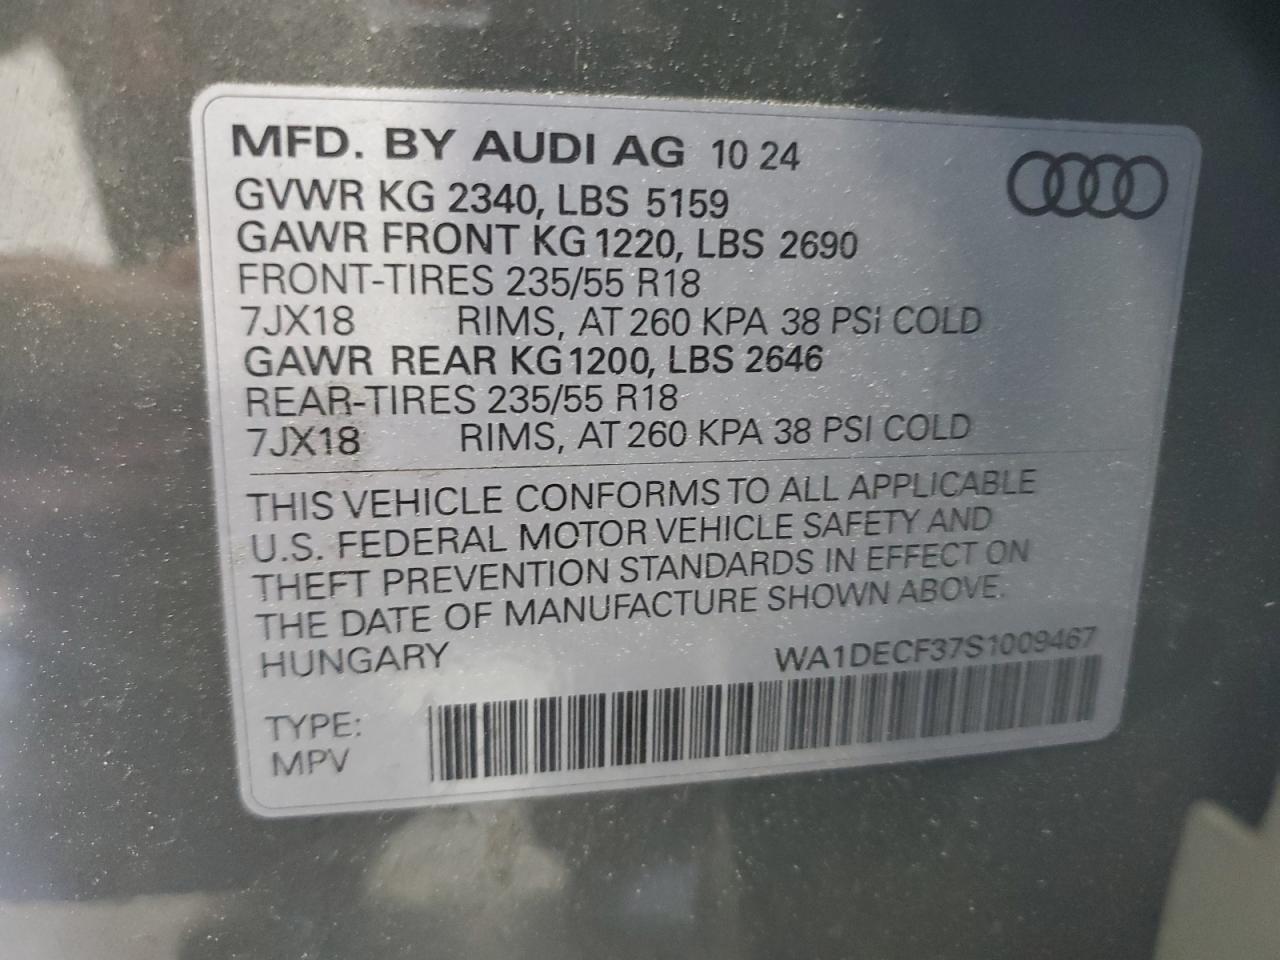 MFD. BY AUDI AG 10 24
GVWR KG 2340, LBS 5159
GAWR FRONT KG 1220, LBS 2690
FRONT-TIRES 235/55 R18
7JX18 RIMS, AT 260 KPA 38 PSI COLD
GAWR REAR KG 1200, LBS 2646
REAR-TIRES 235/55 R18
7JX18 RIMS, AT 260 KPA 38 PSI COLD
THIS VEHICLE CONFORMS TO ALL APPLICABLE
U.S. FEDERAL MOTOR VEHICLE SAFETY AND
THEFT PREVENTION STANDARDS IN EFFECT ON
THE DATE OF MANUFACTURE SHOWN ABOVE.
HUNGARY WA1DECF37S1009467
TYPE:
MPV